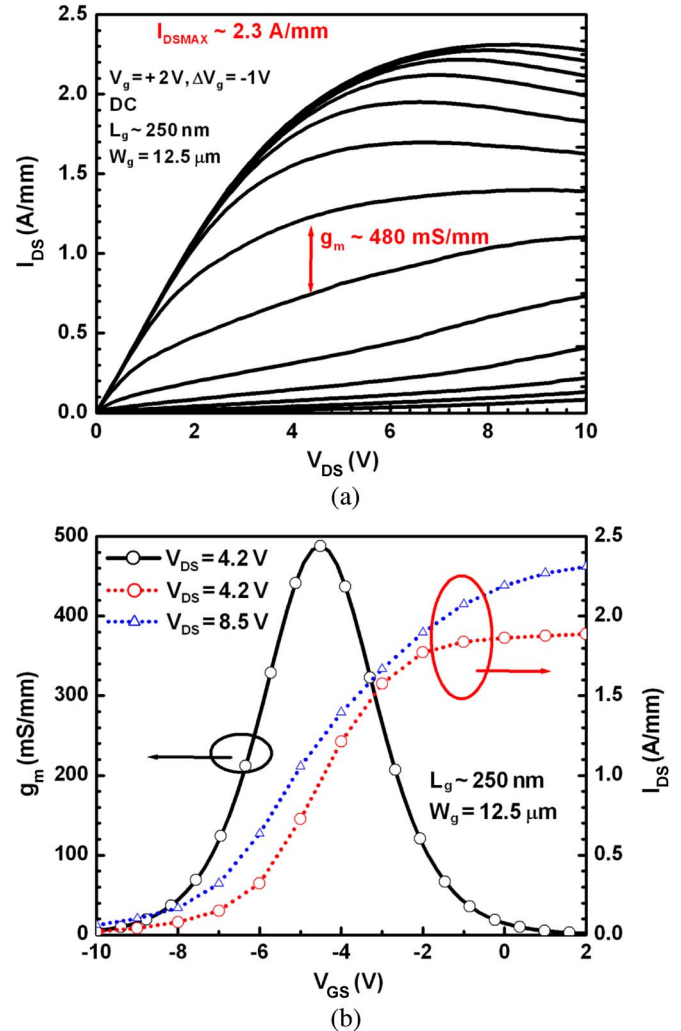 (a)
I_DSMAX ~ 2.3 A/mm
V_g = + 2V, ΔV_g = -1V
DC
L_g ~ 250 nm
W_g = 12.5 μm
g_m ~ 480 mS/mm
I_DS (A/mm)
2.5
2.0
1.5
1.0
0.5
0.0
0 2 4 6 8 10
V_DS (V)
(a)
V_DS = 4.2 V
V_DS = 4.2 V
V_DS = 8.5 V
L_g ~ 250 nm
W_g = 12.5 μm
g_m (mS/mm)
500
400
300
200
100
0
2.5
2.0
1.5
1.0
0.5
0.0
I_DS (A/mm)
-10 -8 -6 -4 -2 0 2
V_GS (V)
(b)